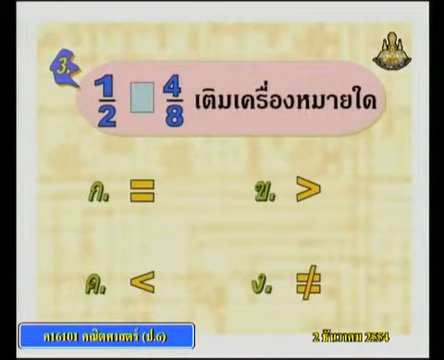 3.
1/2 □ 4/8 เติมเครื่องหมายใด
ก. =
ข. >
ค. <
ง. ≠
ค16101 คณิตศาสตร์ (ป.6)
2 ธันวาคม 2554